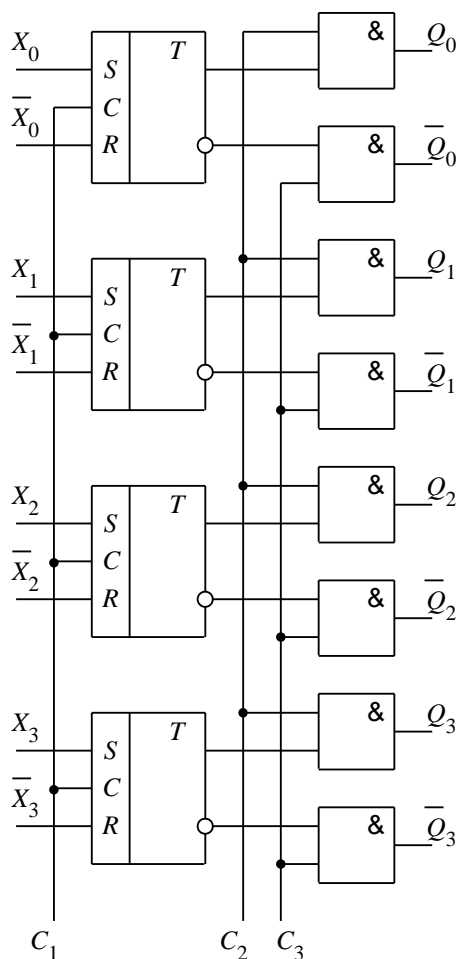 X₀ T & Q₀
S
C
X̅₀ R & Q̅₀
X₁ T & Q₁
S
C
X̅₁ R & Q̅₁
X₂ T & Q₂
S
C
X̅₂ R & Q̅₂
X₃ T & Q₃
S
C
X̅₃ R & Q̅₃
C₁ C₂ C₃